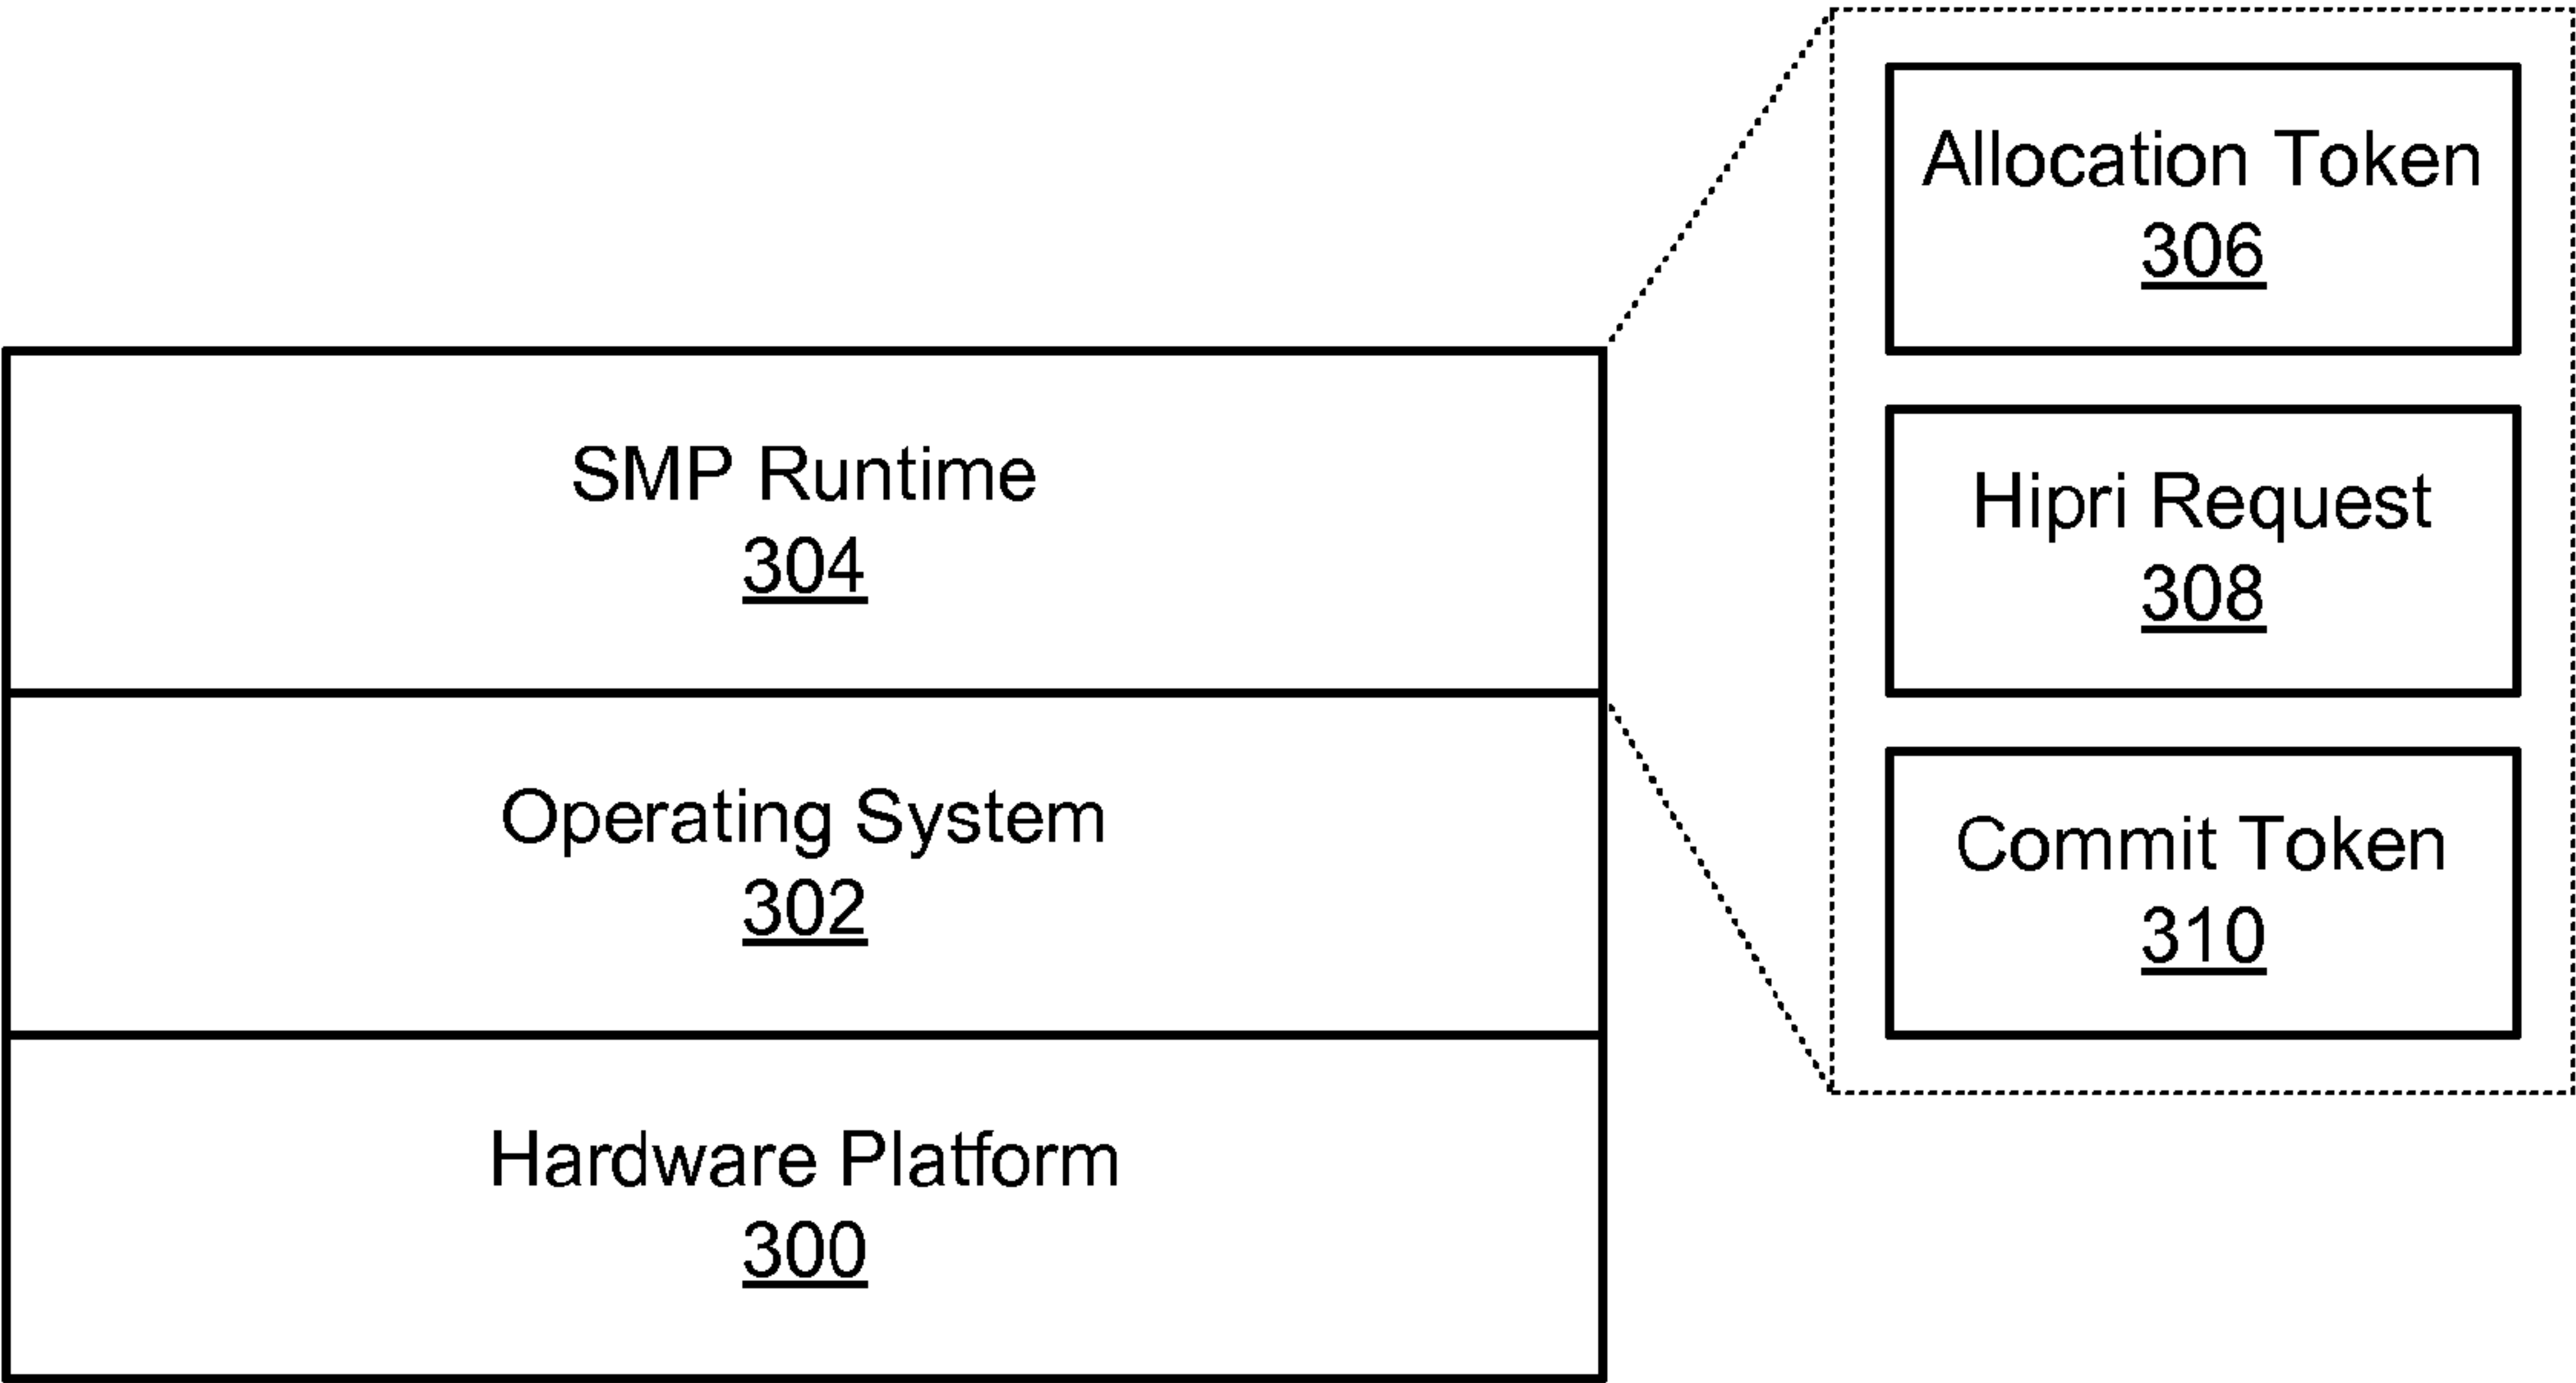 SMP Runtime
304
Operating System
302
Hardware Platform
300
Allocation Token
306
Hipri Request
308
Commit Token
310